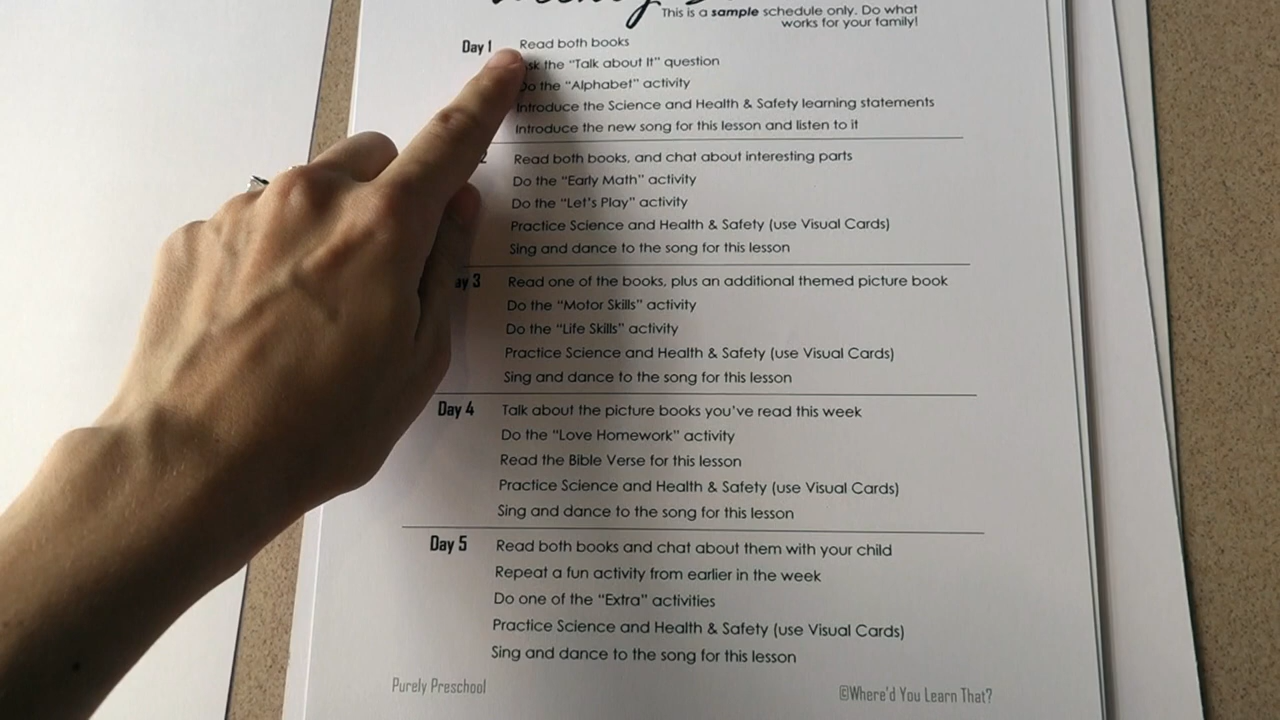 This is a sample schedule only. Do what
works for your family!
Day 1 Read both books
the "Talk about It" question
Do the "Alphabet" activity
Introduce the Science and Health & Safety learning statements
Introduce the new song for this lesson and listen to it
2 Read both books, and chat about interesting parts
Do the "Early Math" activity
Do the "Let's Play" activity
Practice Science and Health & Safety (use Visual Cards)
Sing and dance to the song for this lesson
ay 3 Read one of the books, plus an additional themed picture book
Do the "Motor Skills" activity
Do the "Life Skills" activity
Practice Science and Health & Safety (use Visual Cards)
Sing and dance to the song for this lesson
Day 4 Talk about the picture books you've read this week
Do the "Love Homework" activity
Read the Bible Verse for this lesson
Practice Science and Health & Safety (use Visual Cards)
Sing and dance to the song for this lesson
Day 5 Read both books and chat about them with your child
Repeat a fun activity from earlier in the week
Do one of the "Extra" activities
Practice Science and Health & Safety (use Visual Cards)
Sing and dance to the song for this lesson
Purely Preschool ©Where'd You Learn That?